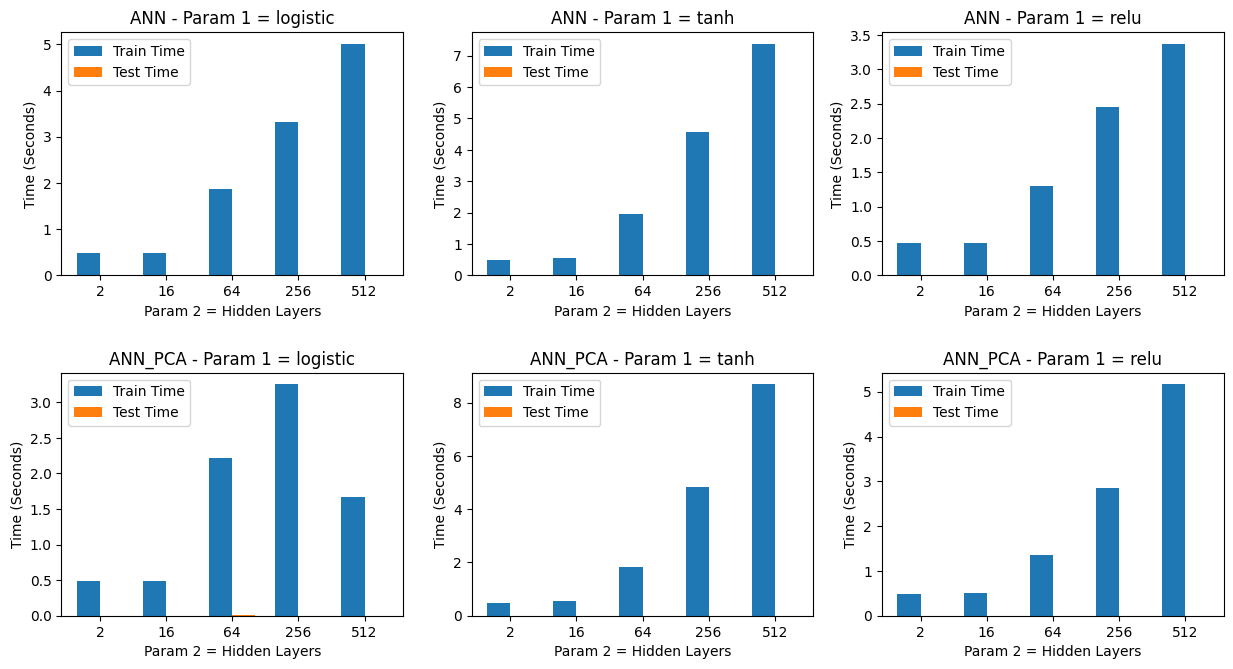 ANN - Param 1 = logistic
Train Time
Test Time
Time (Seconds)
5
4
3
2
1
0
2 16 64 256 512
Param 2 = Hidden Layers
ANN - Param 1 = tanh
Train Time
Test Time
Time (Seconds)
7
6
5
4
3
2
1
0
2 16 64 256 512
Param 2 = Hidden Layers
ANN - Param 1 = relu
Train Time
Test Time
Time (Seconds)
3.5
3.0
2.5
2.0
1.5
1.0
0.5
0.0
2 16 64 256 512
Param 2 = Hidden Layers
ANN_PCA - Param 1 = logistic
Train Time
Test Time
Time (Seconds)
3.0
2.5
2.0
1.5
1.0
0.5
0.0
2 16 64 256 512
Param 2 = Hidden Layers
ANN_PCA - Param 1 = tanh
Train Time
Test Time
Time (Seconds)
8
6
4
2
0
2 16 64 256 512
Param 2 = Hidden Layers
ANN_PCA - Param 1 = relu
Train Time
Test Time
Time (Seconds)
5
4
3
2
1
0
2 16 64 256 512
Param 2 = Hidden Layers